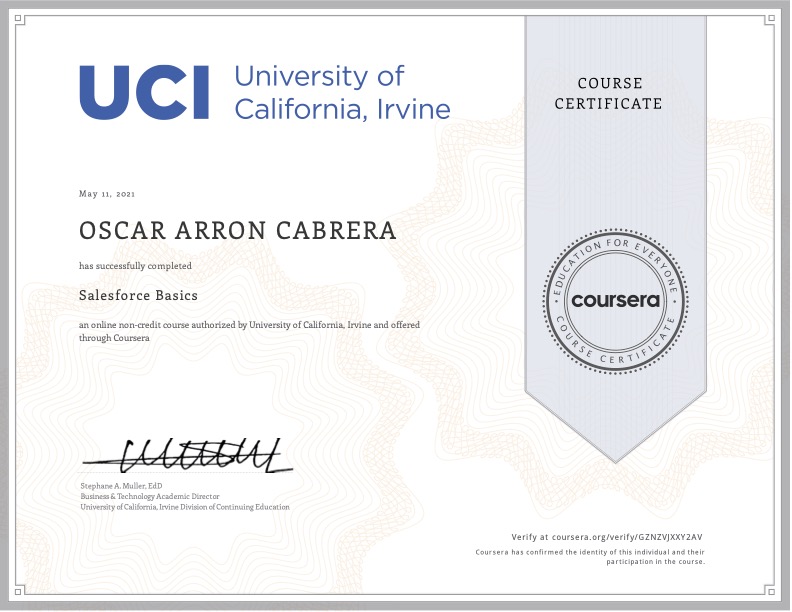 UCI
University of
California, Irvine
COURSE
CERTIFICATE
May 11, 2021
OSCAR ARRON CABRERA
has successfully completed
Salesforce Basics
an online non-credit course authorized by University of California, Irvine and offered
through Coursera
EDUCATION FOR EVERYONE
coursera
COURSE CERTIFICATE
Stephane A. Muller, EdD
Business & Technology Academic Director
University of California, Irvine Division of Continuing Education
Verify at coursera.org/verify/GZNZVJXXY2AV
Coursera has confirmed the identity of this individual and their
participation in the course.